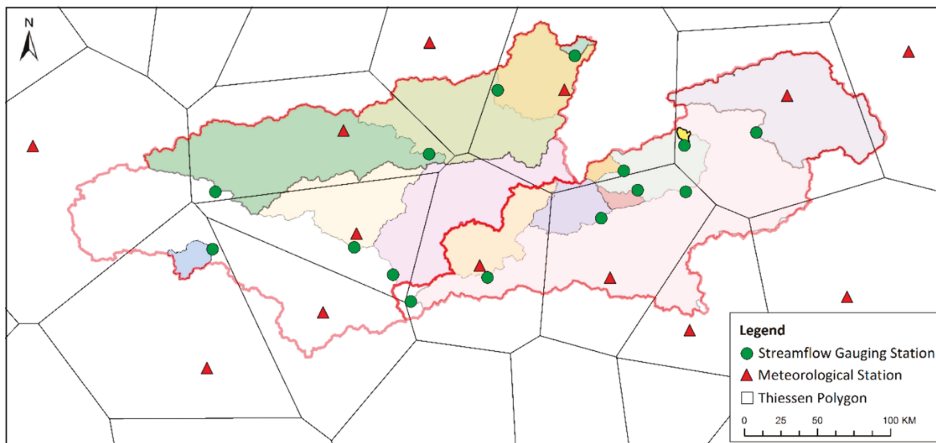 N
Legend
Streamflow Gauging Station
Meteorological Station
Thiessen Polygon
0 25 50 100 KM